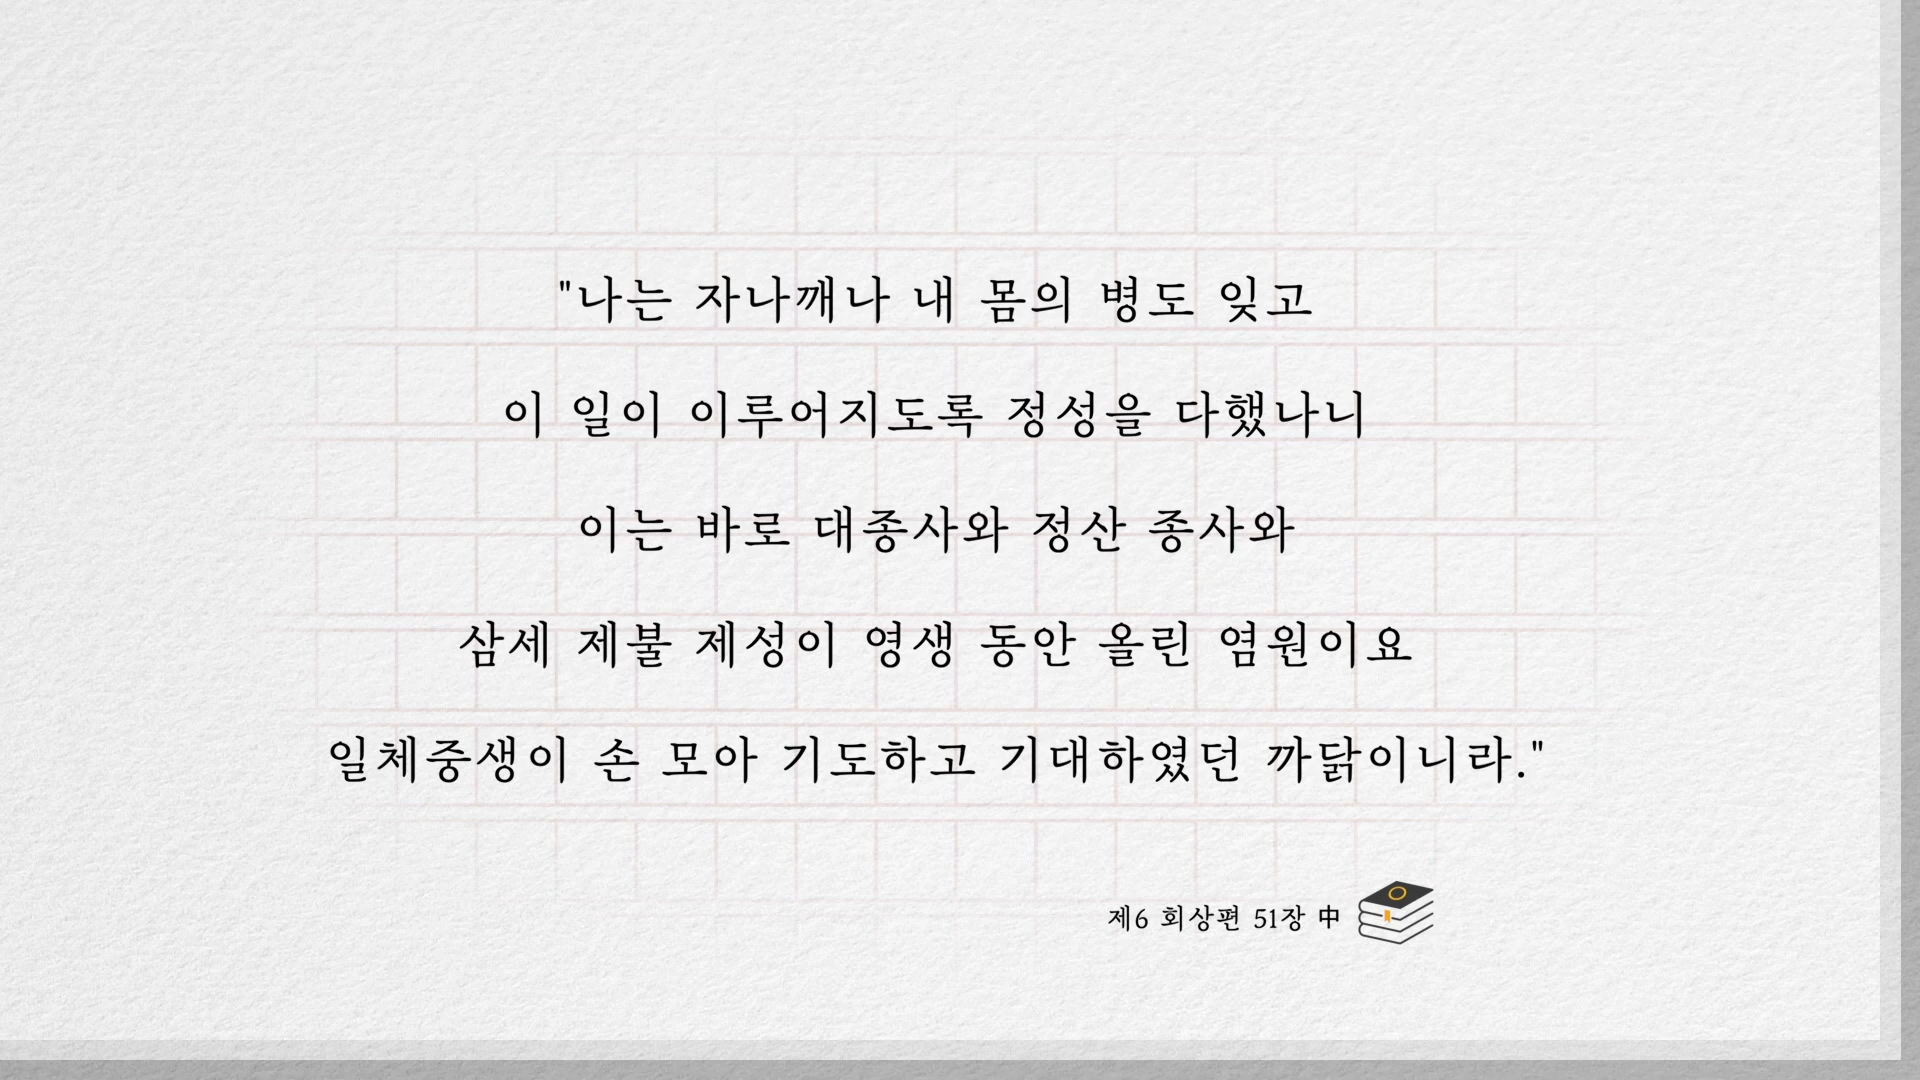 "나는 자나깨나 내 몸의 병도 잊고
이 일이 이루어지도록 정성을 다했나니
이는 바로 대종사와 정산 종사와
삼세 제불 제성이 영생 동안 올린 염원이요
일체중생이 손 모아 기도하고 기대하였던 까닭이니라."
제6 회상편 51장 中